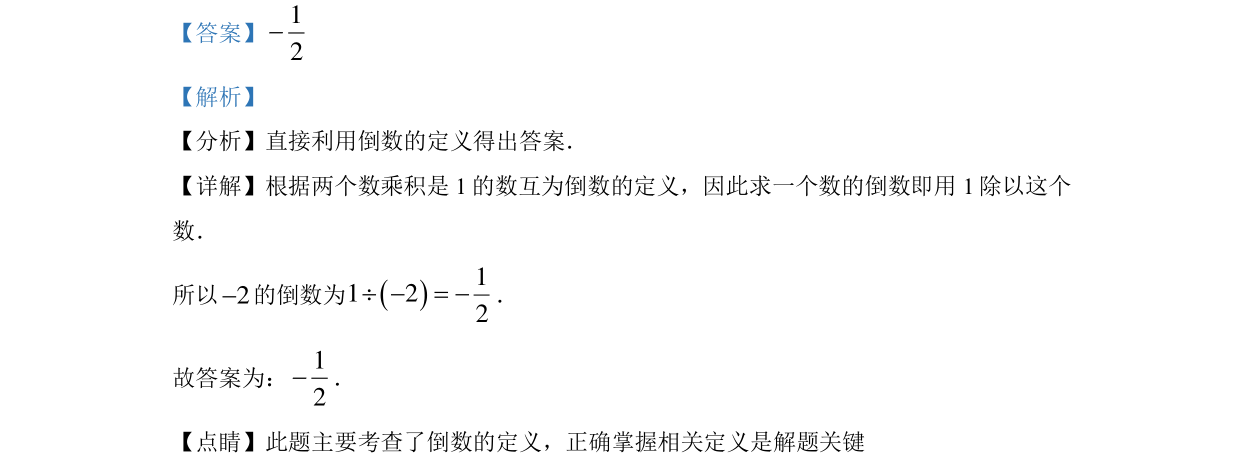 【答案】$-\frac{1}{2}$
【解析】
【分析】直接利用倒数的定义得出答案．
【详解】根据两个数乘积是 1 的数互为倒数的定义，因此求一个数的倒数即用 1 除以这个
数．
所以 $-2$ 的倒数为 $1\div(-2)=-\frac{1}{2}$．
故答案为：$-\frac{1}{2}$．
【点睛】此题主要考查了倒数的定义，正确掌握相关定义是解题关键